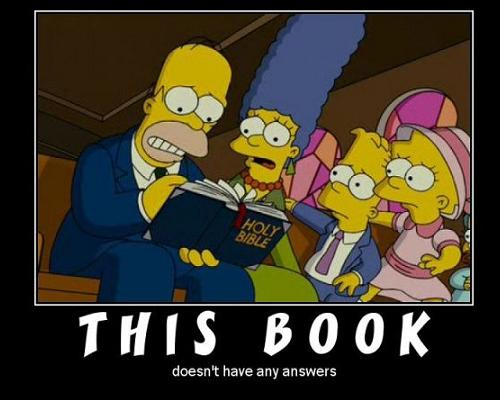 HOLY
BIBLE
THIS BOOK
doesn't have any answers